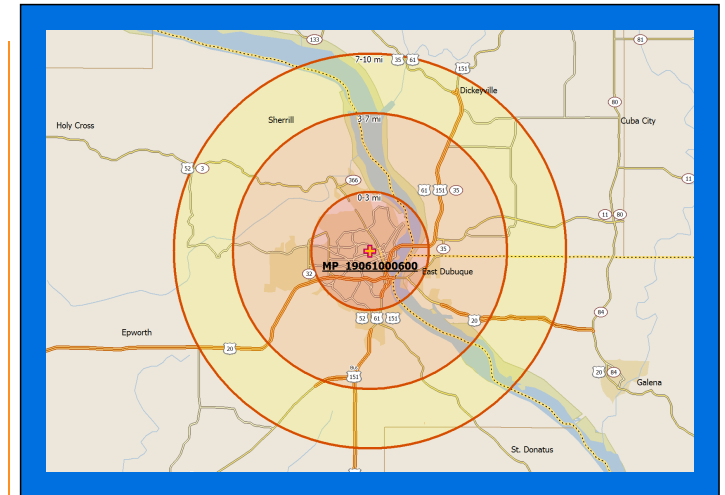 133
81
7-10 mi
35 61
151
Dickeyville
80
3-7 mi
Sherrill
Cuba City
Holy Cross
52 3
366
11
61 151 35
0-3 mi
11 80
35
MP 19061000600
32
East Dubuque
84
52 61 151
20
Epworth
20
151
20 84
Galena
St. Donatus